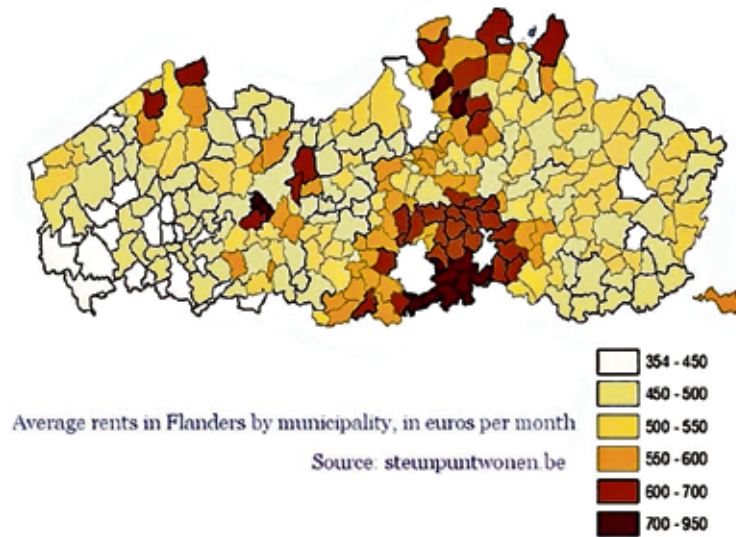 354 - 450
450 - 500
Average rents in Flanders by municipality, in euros per month
500 - 550
Source: steunpuntwonen.be
550 - 600
600 - 700
700 - 950